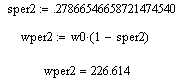 sper2 := .27866546658721474540
wper2 := w0·(1 − sper2)
wper2 = 226.614